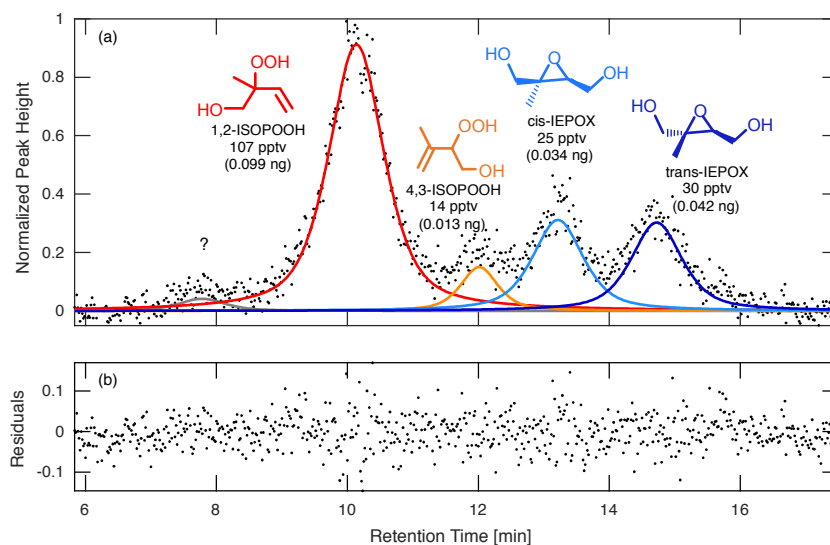 (a)
1
0.8
0.6
0.4
0.2
0
Normalized Peak Height
?
OOH
HO
1,2-ISOPOOH
107 pptv
(0.099 ng)
OOH
OH
4,3-ISOPOOH
14 pptv
(0.013 ng)
HO
O
HO
cis-IEPOX
25 pptv
(0.034 ng)
HO
O
OH
trans-IEPOX
30 pptv
(0.042 ng)
(b)
0.1
0
-0.1
Residuals
6 8 10 12 14 16
Retention Time [min]